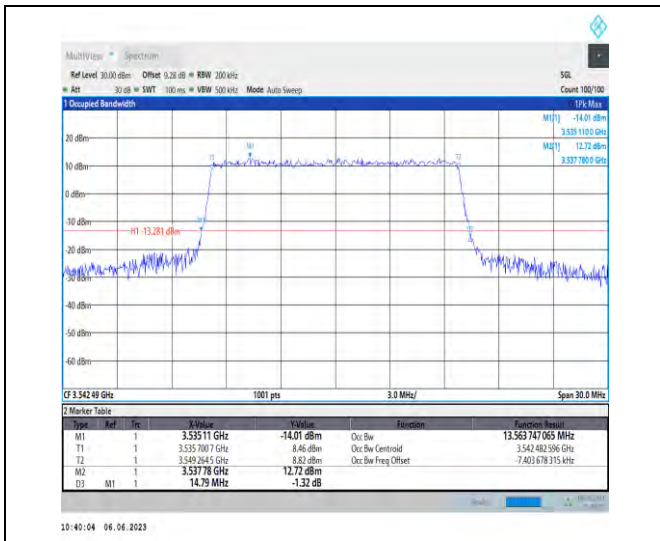 MultiView Spectrum
Ref Level 30.00 dBm Offset 9.28 dB RBW 200 kHz SGL
Att 30 dB SWT 100 ms VBW 500 kHz Mode Auto Sweep Count 100/100
1 Occupied Bandwidth 1Pk Max
M1[1] -14.01 dBm
3.535 110 0 GHz
20 dBm
M2[1] 12.72 dBm
3.537 780 0 GHz
M2
T1 T2
10 dBm
0 dBm
-10 dBm
H1 -13.281 dBm
-20 dBm
-30 dBm
-40 dBm
-50 dBm
-60 dBm
CF 3.542 49 GHz 1001 pts 3.0 MHz/ Span 30.0 MHz
2 Marker Table
Type Ref Trc X-Value Y-Value Function Function Result
M1 1 3.535 11 GHz -14.01 dBm Occ Bw 13.563 747 065 MHz
T1 1 3.535 700 7 GHz 8.46 dBm Occ Bw Centroid 3.542 482 596 GHz
T2 1 3.549 264 5 GHz 8.62 dBm Occ Bw Freq Offset -7.403 678 315 kHz
M2 1 3.537 78 GHz 12.72 dBm
D3 M1 1 14.79 MHz -1.32 dB
10:40:04 06.06.2023